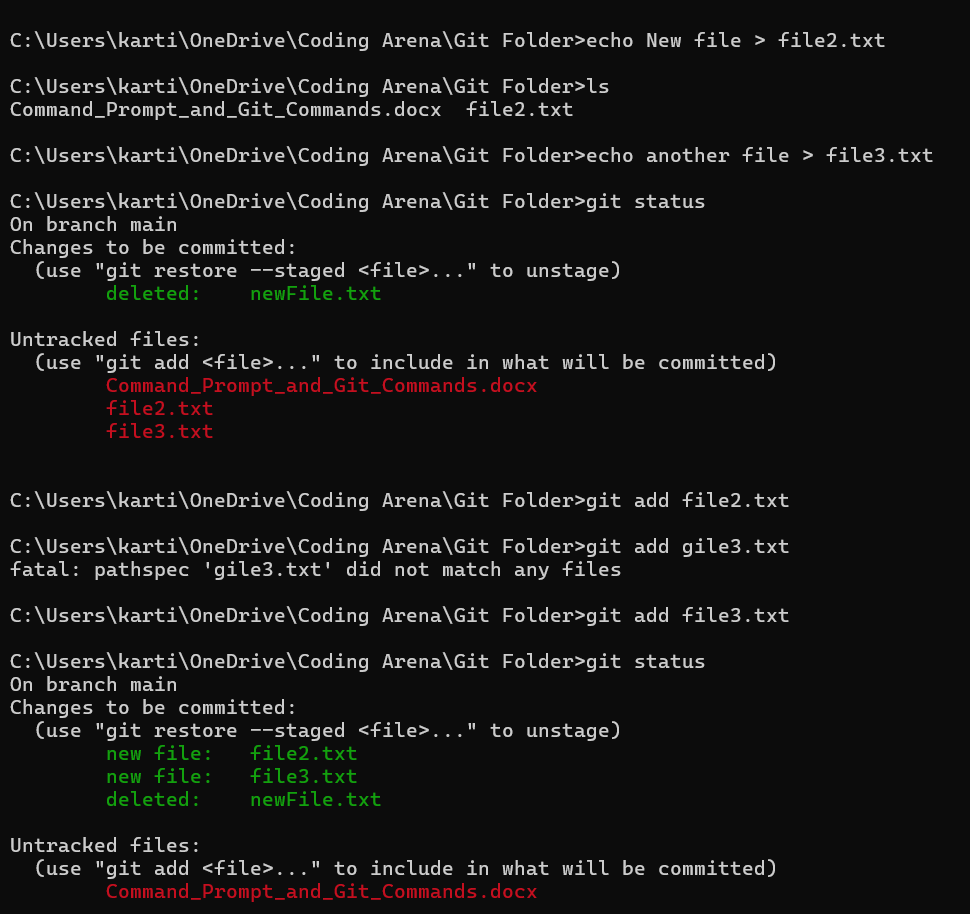 C:\Users\karti\OneDrive\Coding Arena\Git Folder>echo New file > file2.txt
C:\Users\karti\OneDrive\Coding Arena\Git Folder>ls
Command_Prompt_and_Git_Commands.docx  file2.txt
C:\Users\karti\OneDrive\Coding Arena\Git Folder>echo another file > file3.txt
C:\Users\karti\OneDrive\Coding Arena\Git Folder>git status
On branch main
Changes to be committed:
  (use "git restore --staged <file>..." to unstage)
        deleted:    newFile.txt
Untracked files:
  (use "git add <file>..." to include in what will be committed)
        Command_Prompt_and_Git_Commands.docx
        file2.txt
        file3.txt
C:\Users\karti\OneDrive\Coding Arena\Git Folder>git add file2.txt
C:\Users\karti\OneDrive\Coding Arena\Git Folder>git add gile3.txt
fatal: pathspec 'gile3.txt' did not match any files
C:\Users\karti\OneDrive\Coding Arena\Git Folder>git add file3.txt
C:\Users\karti\OneDrive\Coding Arena\Git Folder>git status
On branch main
Changes to be committed:
  (use "git restore --staged <file>..." to unstage)
        new file:   file2.txt
        new file:   file3.txt
        deleted:    newFile.txt
Untracked files:
  (use "git add <file>..." to include in what will be committed)
        Command_Prompt_and_Git_Commands.docx